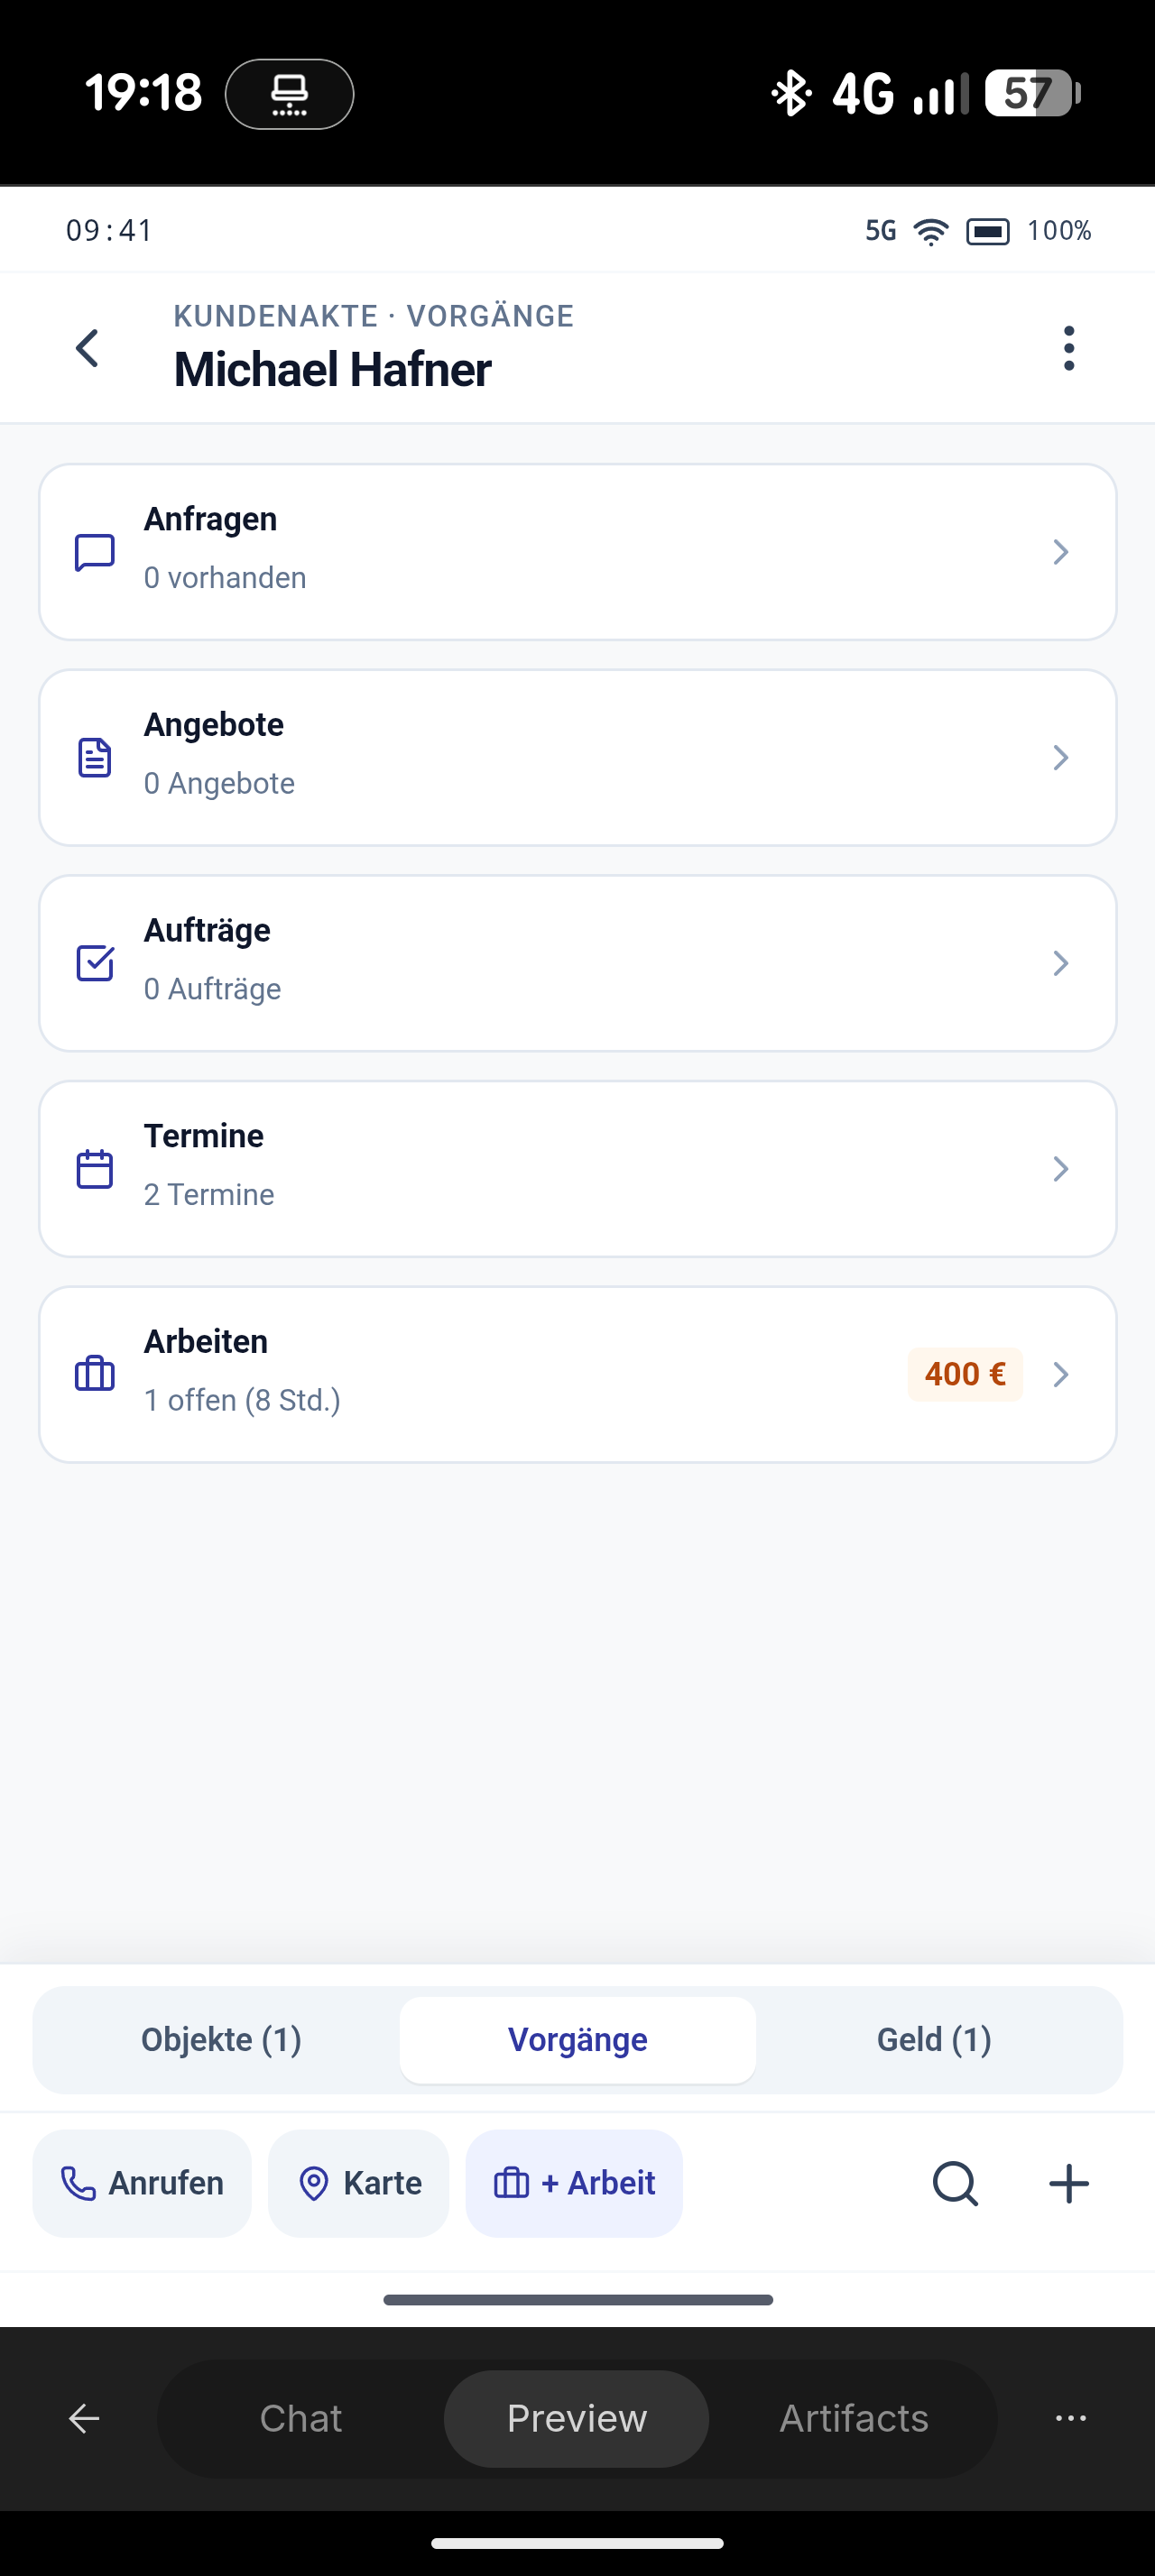 19:18
4G
57
09:41
5G
100%
KUNDENAKTE · VORGÄNGE
Michael Hafner
Anfragen
0 vorhanden
Angebote
0 Angebote
Aufträge
0 Aufträge
Termine
2 Termine
Arbeiten
1 offen (8 Std.)
400 €
Objekte (1)
Vorgänge
Geld (1)
Anrufen
Karte
+ Arbeit
Chat
Preview
Artifacts